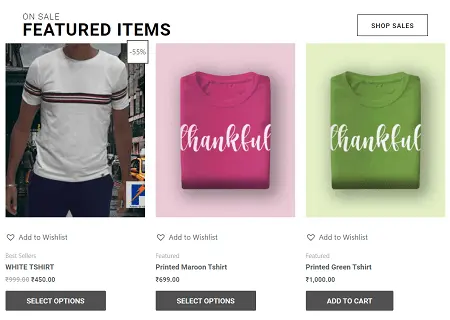 ON SALE
FEATURED ITEMS
SHOP SALES
-55%
thankful
thankful
Add to Wishlist
Add to Wishlist
Add to Wishlist
Best Sellers
Featured
Featured
WHITE TSHIRT
Printed Maroon Tshirt
Printed Green Tshirt
₹999.00 ₹450.00
₹699.00
₹1,000.00
SELECT OPTIONS
SELECT OPTIONS
ADD TO CART